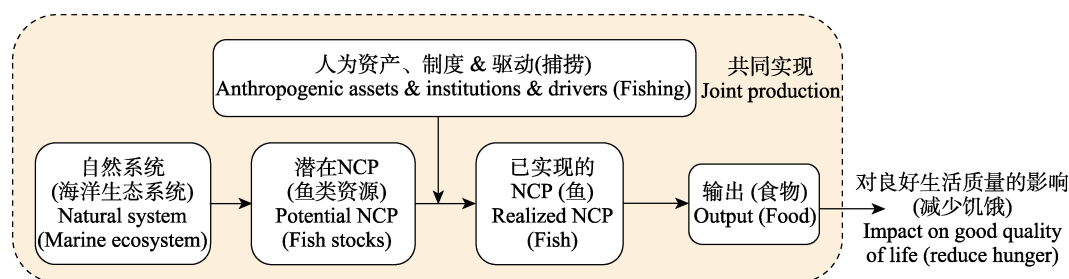 人为资产、制度 & 驱动(捕捞)
Anthropogenic assets & institutions & drivers (Fishing)
共同实现
Joint production
自然系统
(海洋生态系统)
Natural system
(Marine ecosystem)
潜在NCP
(鱼类资源)
Potential NCP
(Fish stocks)
已实现的
NCP (鱼)
Realized NCP
(Fish)
输出 (食物)
Output (Food)
对良好生活质量的影响
(减少饥饿)
Impact on good quality
of life (reduce hunger)